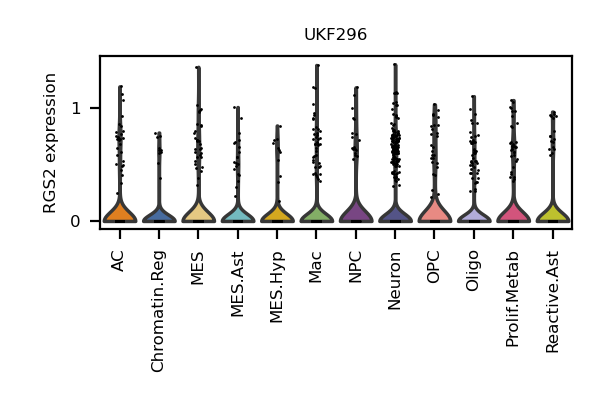 UKF296
RGS2 expression
1
0
AC
Chromatin.Reg
MES
MES.Ast
MES.Hyp
Mac
NPC
Neuron
OPC
Oligo
Prolif.Metab
Reactive.Ast